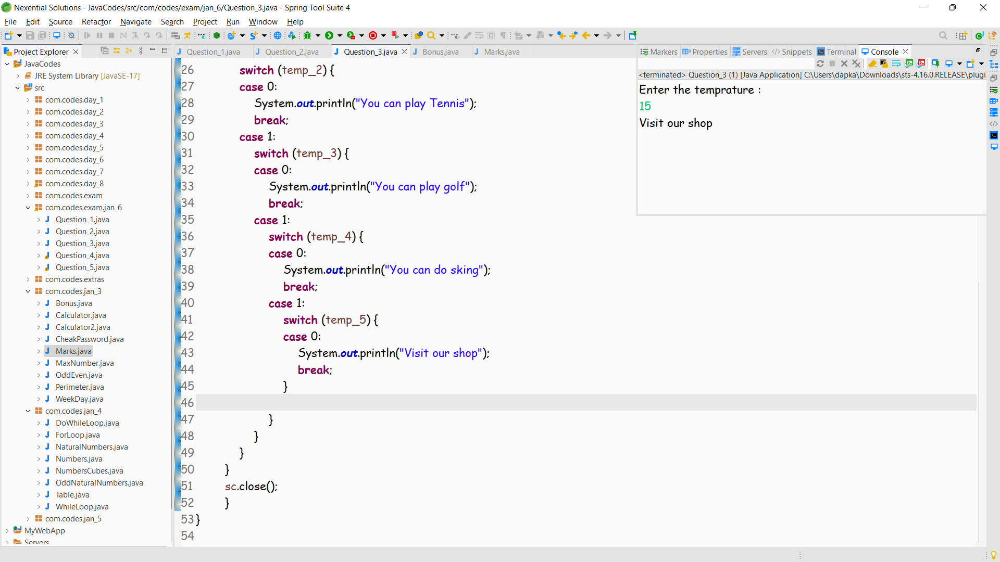 Nexential Solutions - JavaCodes/src/com/codes/exam/jan_6/Question_3.java - Spring Tool Suite 4
File Edit Source Refactor Navigate Search Project Run Window Help
Project Explorer
JavaCodes
JRE System Library [JavaSE-17]
src
com.codes.day_1
com.codes.day_2
com.codes.day_3
com.codes.day_4
com.codes.day_5
com.codes.day_6
com.codes.day_7
com.codes.day_8
com.codes.exam
com.codes.exam.jan_6
Question_1.java
Question_2.java
Question_3.java
Question_4.java
Question_5.java
com.codes.extras
com.codes.jan_3
Bonus.java
Calculator.java
Calculator2.java
CheakPassword.java
Marks.java
MaxNumber.java
OddEven.java
Perimeter.java
WeekDay.java
com.codes.jan_4
DoWhileLoop.java
ForLoop.java
NaturalNumbers.java
Numbers.java
NumbersCubes.java
OddNaturalNumbers.java
Table.java
WhileLoop.java
com.codes.jan_5
MyWebApp
Servers
Question_1.java Question_2.java Question_3.java Bonus.java Marks.java
26 switch (temp_2) {
27 case 0:
28 System.out.println("You can play Tennis");
29 break;
30 case 1:
31 switch (temp_3) {
32 case 0:
33 System.out.println("You can play golf");
34 break;
35 case 1:
36 switch (temp_4) {
37 case 0:
38 System.out.println("You can do sking");
39 break;
40 case 1:
41 switch (temp_5) {
42 case 0:
43 System.out.println("Visit our shop");
44 break;
45 }
46
47 }
48 }
49 }
50 }
51 sc.close();
52 }
53 }
54
Markers Properties Servers Snippets Terminal Console
<terminated> Question_3 (1) [Java Application] C:\Users\dapka\Downloads\sts-4.16.0.RELEASE\plugi
Enter the temprature :
15
Visit our shop